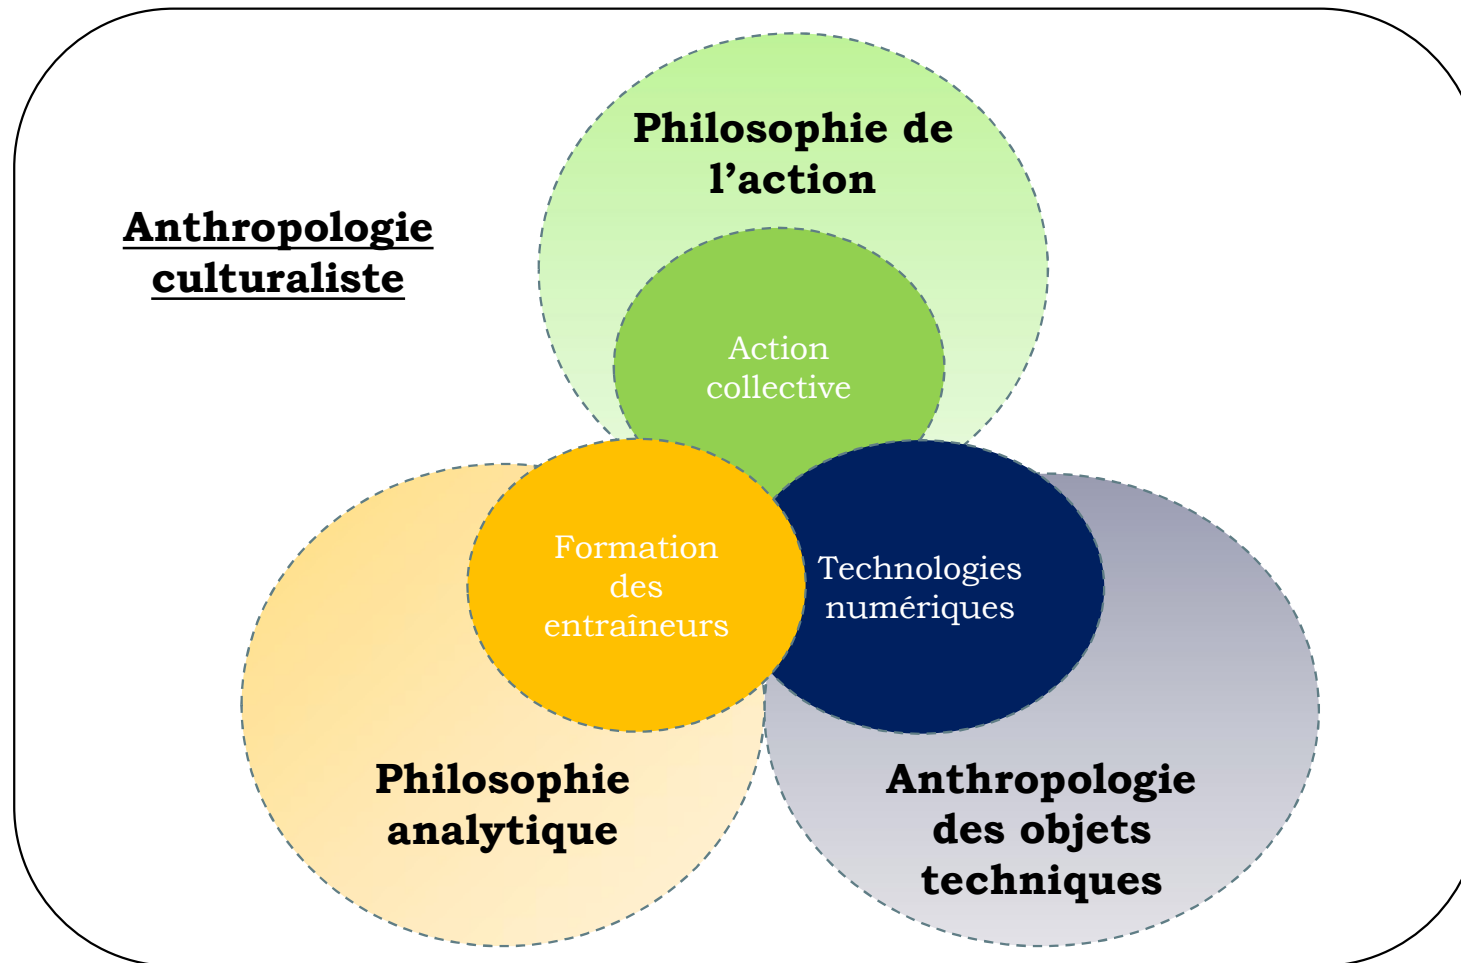 Philosophie de
l’action
Anthropologie
culturaliste
Action
collective
Formation
des
entraîneurs
Technologies
numériques
Philosophie
analytique
Anthropologie
des objets
techniques